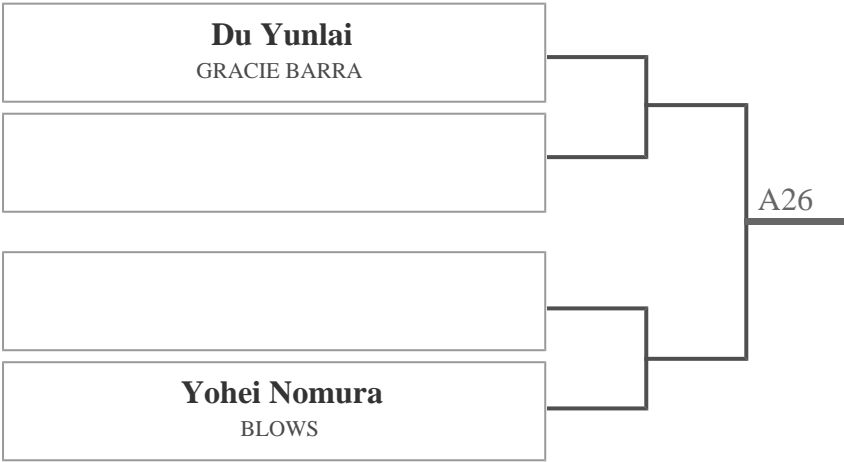 Du Yunlai
GRACIE BARRA
A26
Yohei Nomura
BLOWS